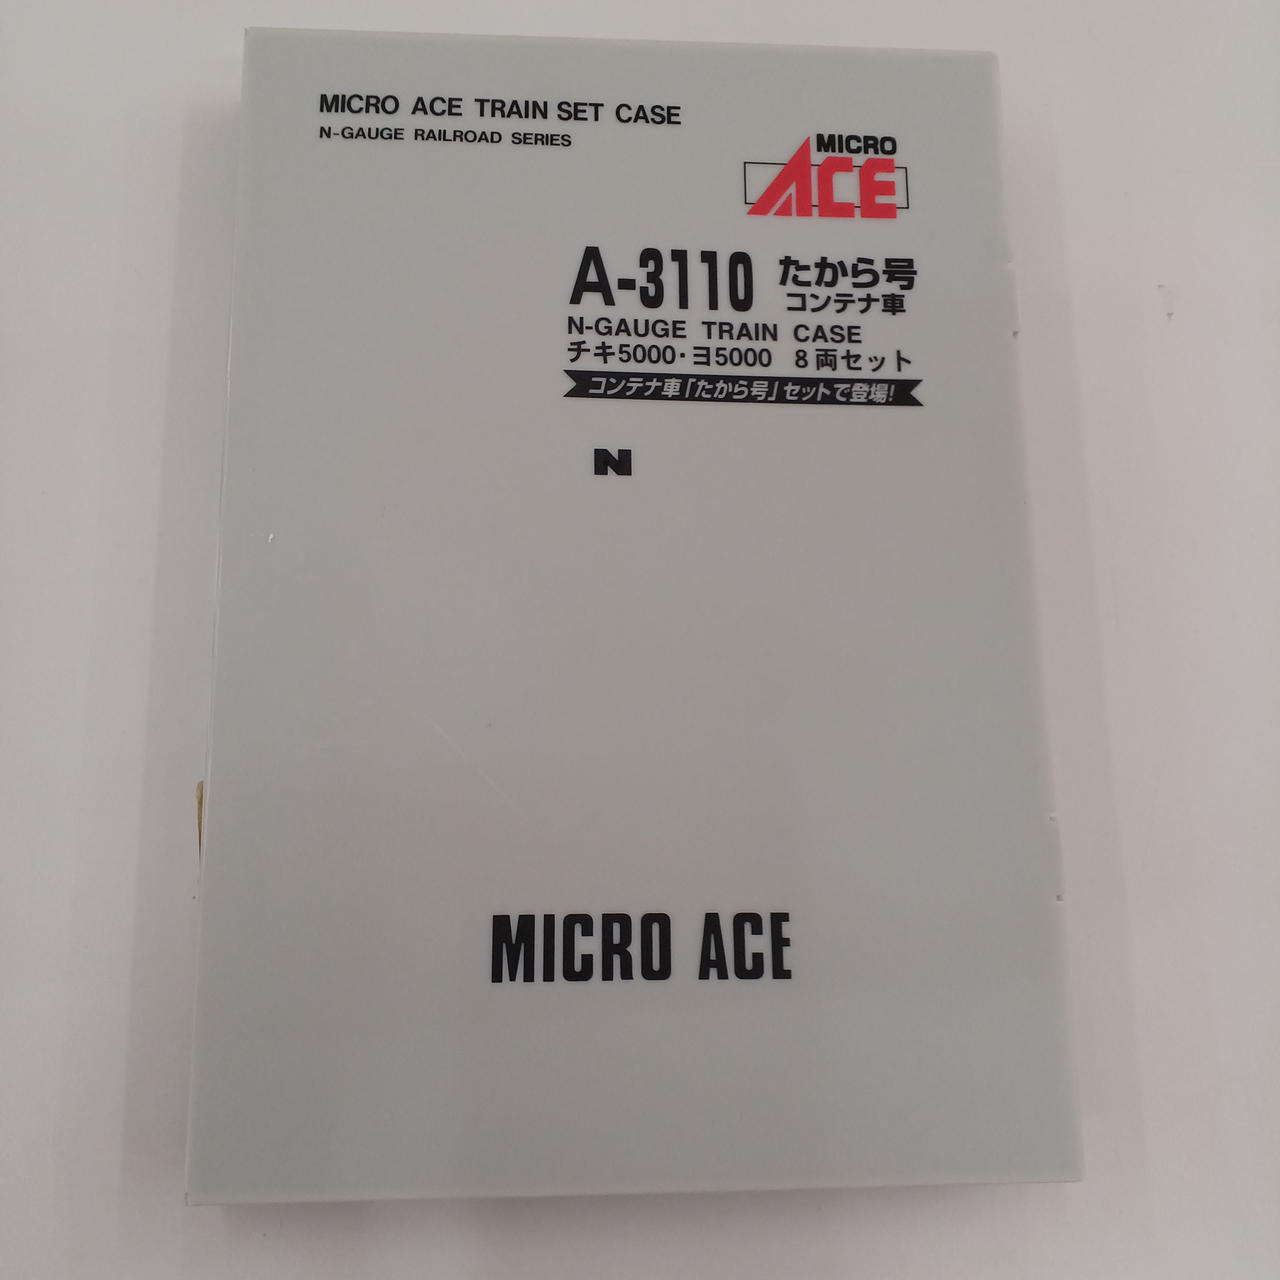 MICRO ACE TRAIN SET CASE
N-GAUGE RAILROAD SERIES
MICRO
ACE
A-3110 たから号
コンテナ車
N-GAUGE TRAIN CASE
チキ5000・ヨ5000 8両セット
コンテナ車「たから号」セットで登場!
N
MICRO ACE